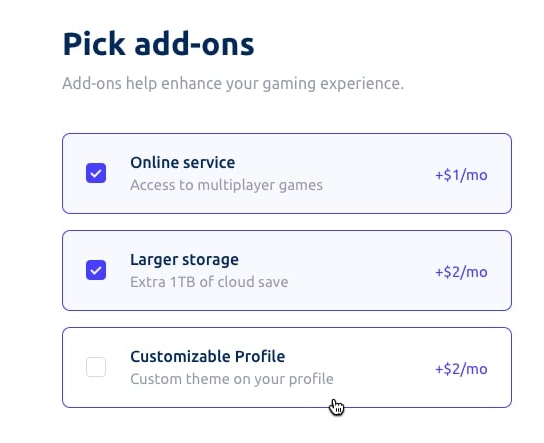 Pick add-ons
Add-ons help enhance your gaming experience.
Online service
Access to multiplayer games
+$1/mo
Larger storage
Extra 1TB of cloud save
+$2/mo
Customizable Profile
Custom theme on your profile
+$2/mo